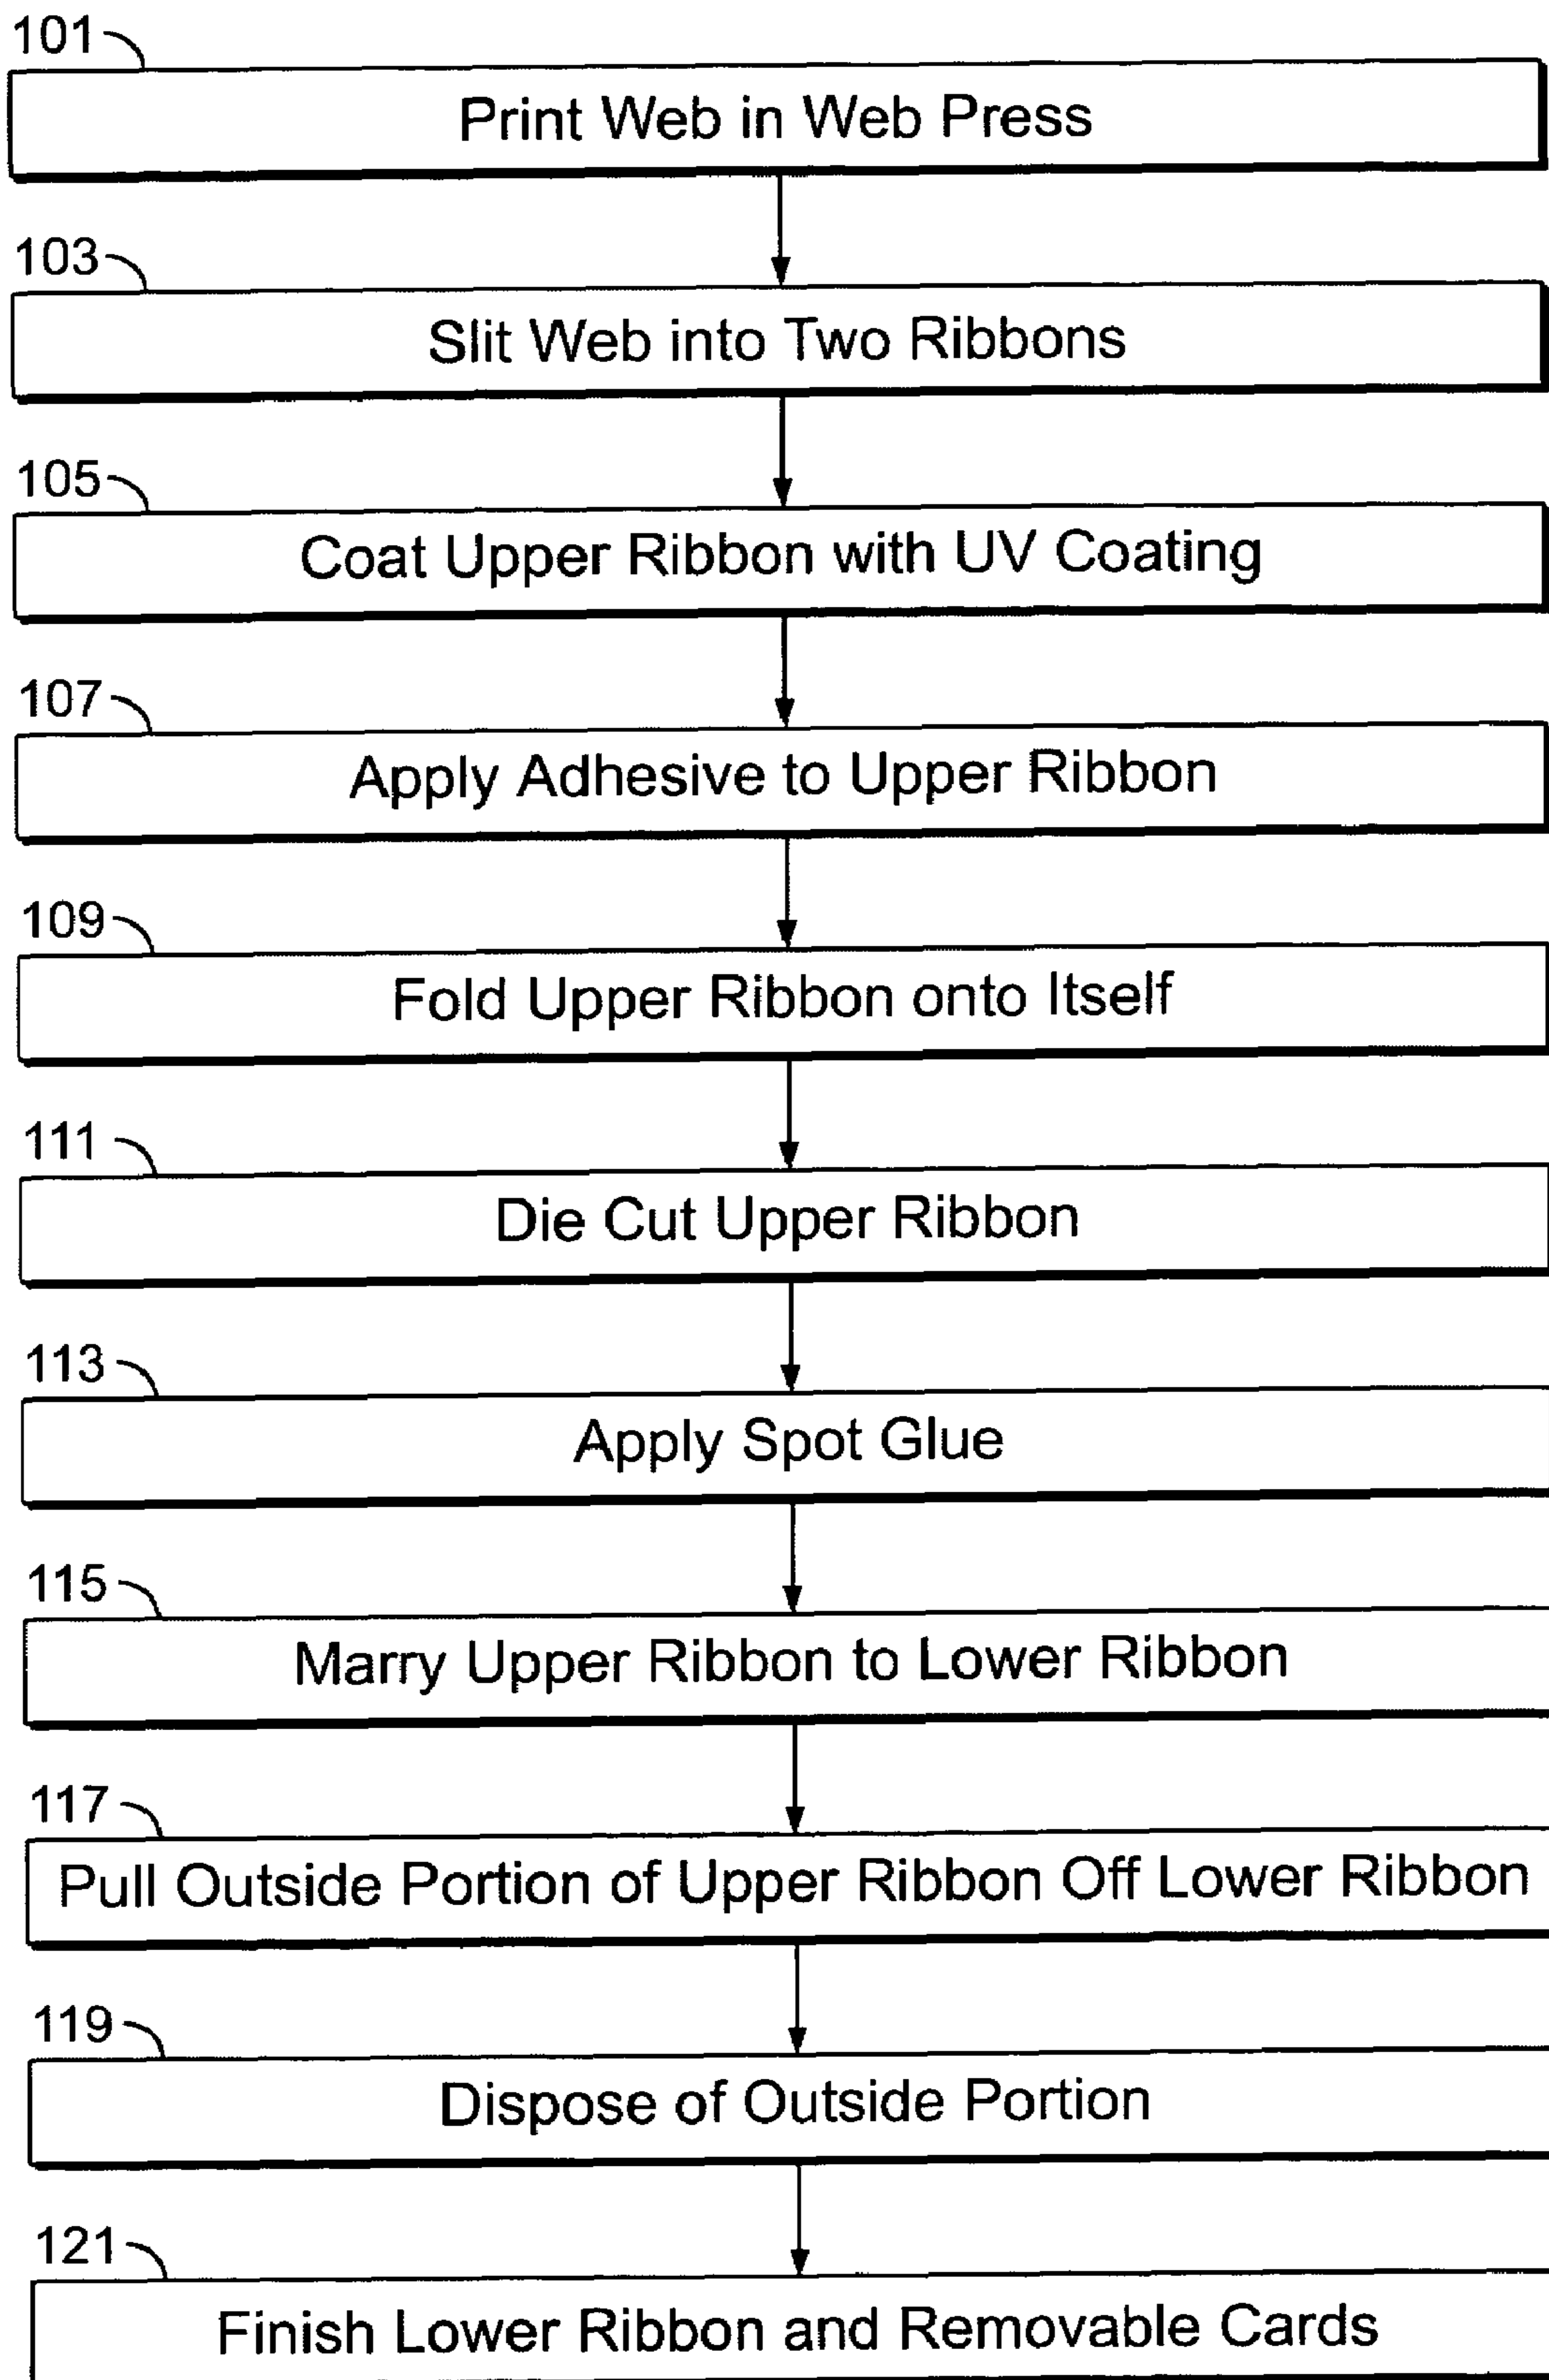 101
Print Web in Web Press
103
Slit Web into Two Ribbons
105
Coat Upper Ribbon with UV Coating
107
Apply Adhesive to Upper Ribbon
109
Fold Upper Ribbon onto Itself
111
Die Cut Upper Ribbon
113
Apply Spot Glue
115
Marry Upper Ribbon to Lower Ribbon
117
Pull Outside Portion of Upper Ribbon Off Lower Ribbon
119
Dispose of Outside Portion
121
Finish Lower Ribbon and Removable Cards